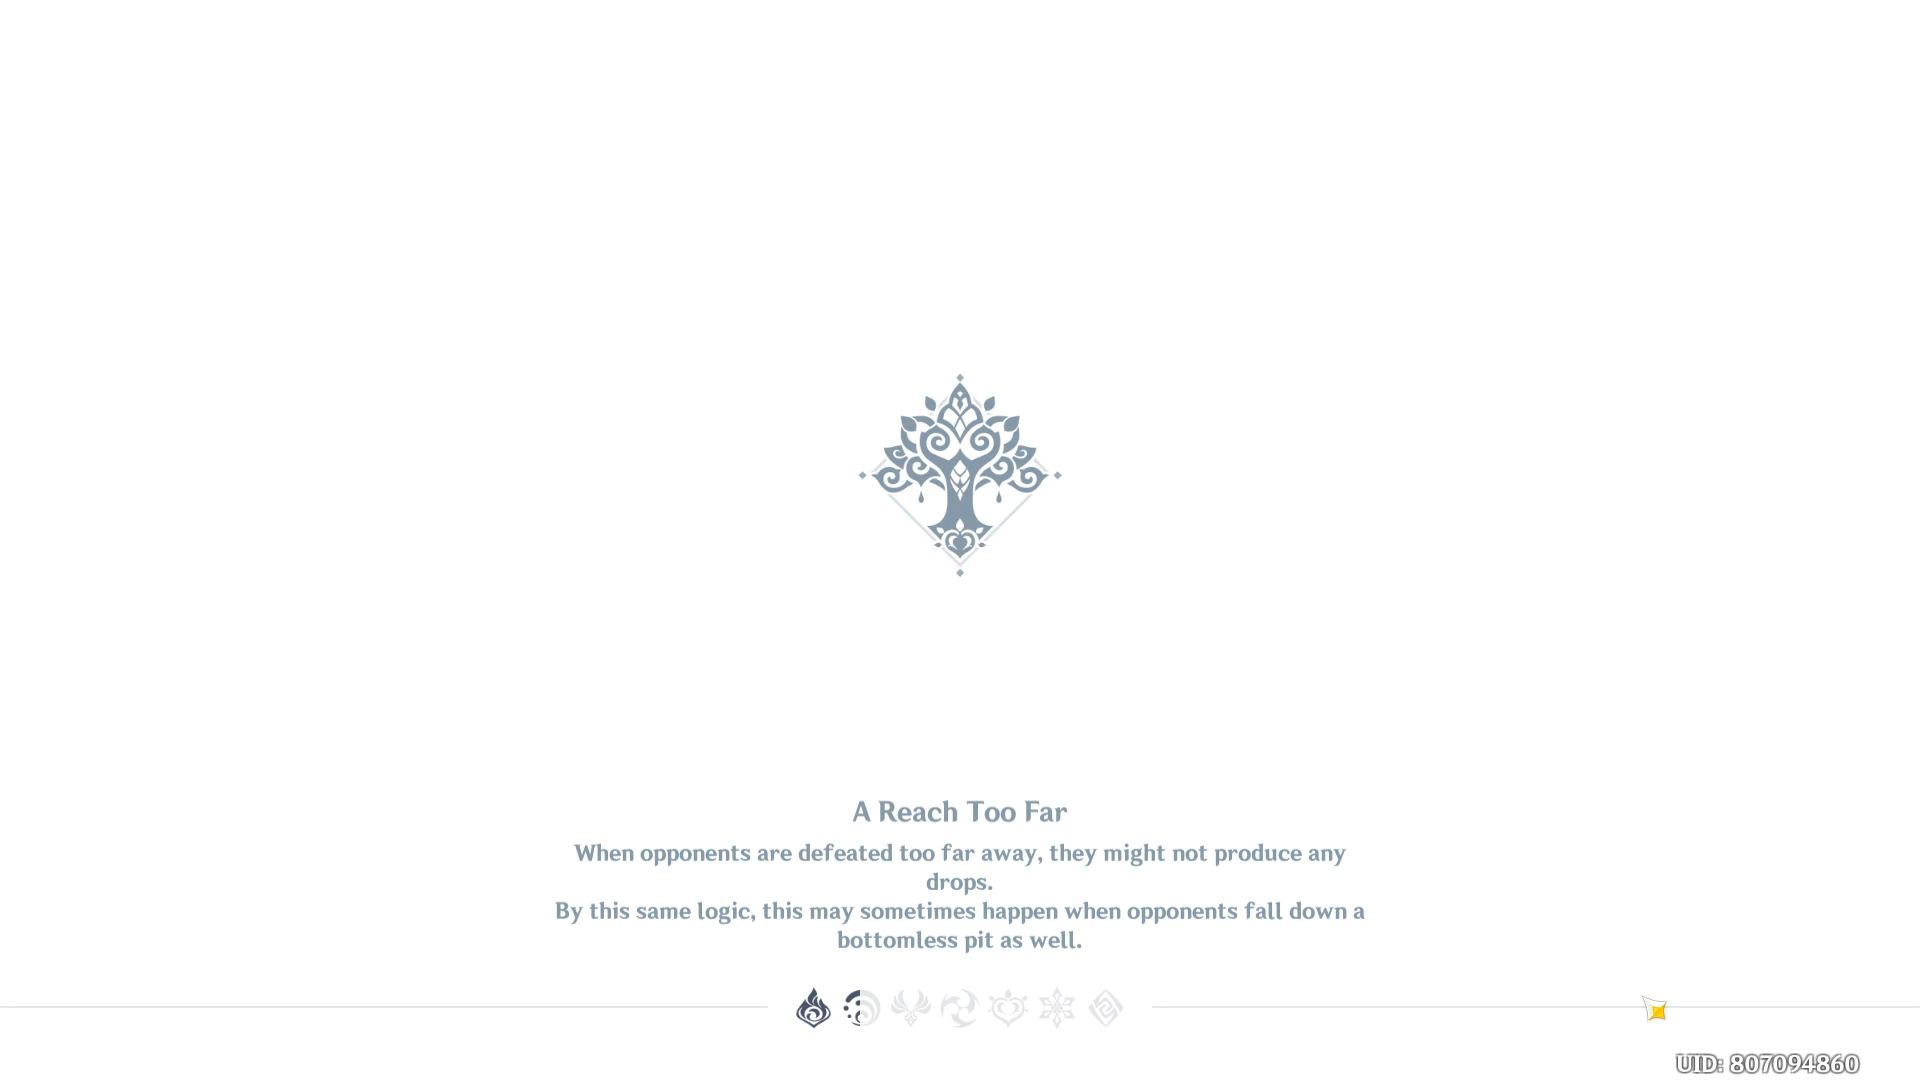 A Reach Too Far
When opponents are defeated too far away, they might not produce any
drops.
By this same logic, this may sometimes happen when opponents fall down a
bottomless pit as well.
UID: 807094860